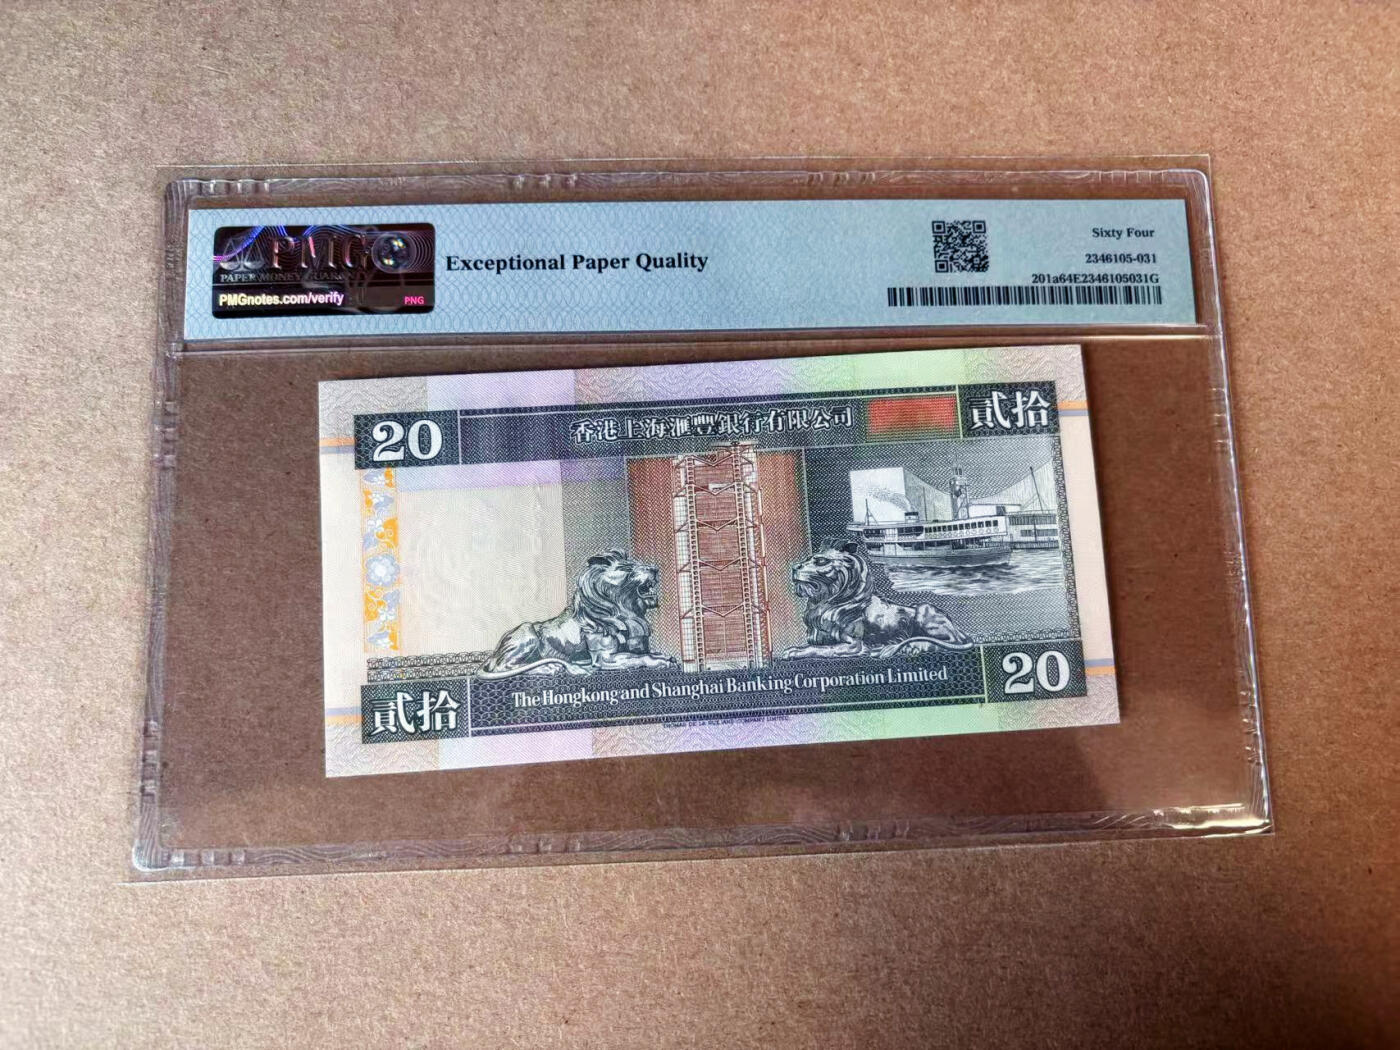 PMG
PAPER MONEY GUARANTY
PMGnotes.com/verify
PNG
Exceptional Paper Quality
Sixty Four
2346105-031
201a64E2346105031G
20
香港上海滙豐銀行有限公司
貳拾
貳拾
The Hongkong and Shanghai Banking Corporation Limited
20
THOMAS DE LA RUE AND COMPANY LIMITED.